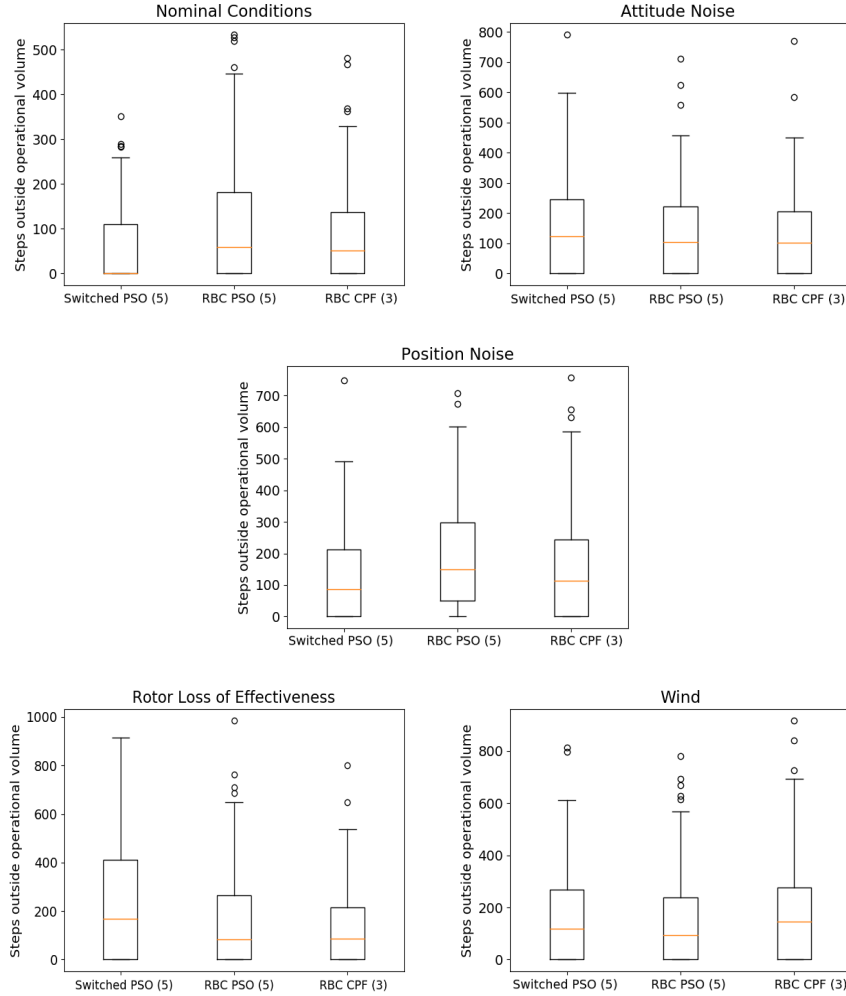 Nominal Conditions
Steps outside operational volume
500
400
300
200
100
0
Switched PSO (5) RBC PSO (5) RBC CPF (3)
Attitude Noise
Steps outside operational volume
800
700
600
500
400
300
200
100
0
Switched PSO (5) RBC PSO (5) RBC CPF (3)
Position Noise
Steps outside operational volume
700
600
500
400
300
200
100
0
Switched PSO (5) RBC PSO (5) RBC CPF (3)
Rotor Loss of Effectiveness
Steps outside operational volume
1000
800
600
400
200
0
Switched PSO (5) RBC PSO (5) RBC CPF (3)
Wind
Steps outside operational volume
800
600
400
200
0
Switched PSO (5) RBC PSO (5) RBC CPF (3)